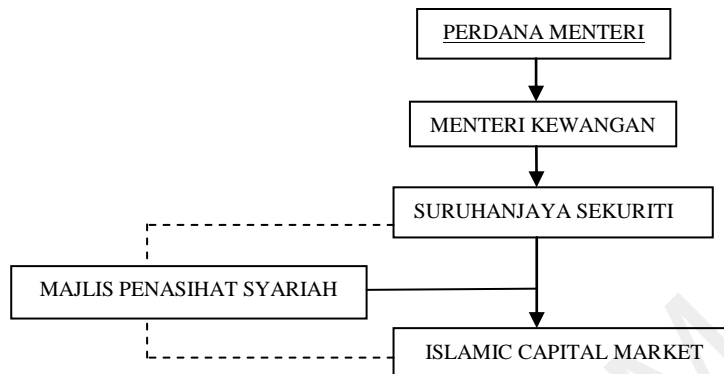 PERDANA MENTERI
MENTERI KEWANGAN
SURUHANJAYA SEKURITI
MAJLIS PENASIHAT SYARIAH
ISLAMIC CAPITAL MARKET